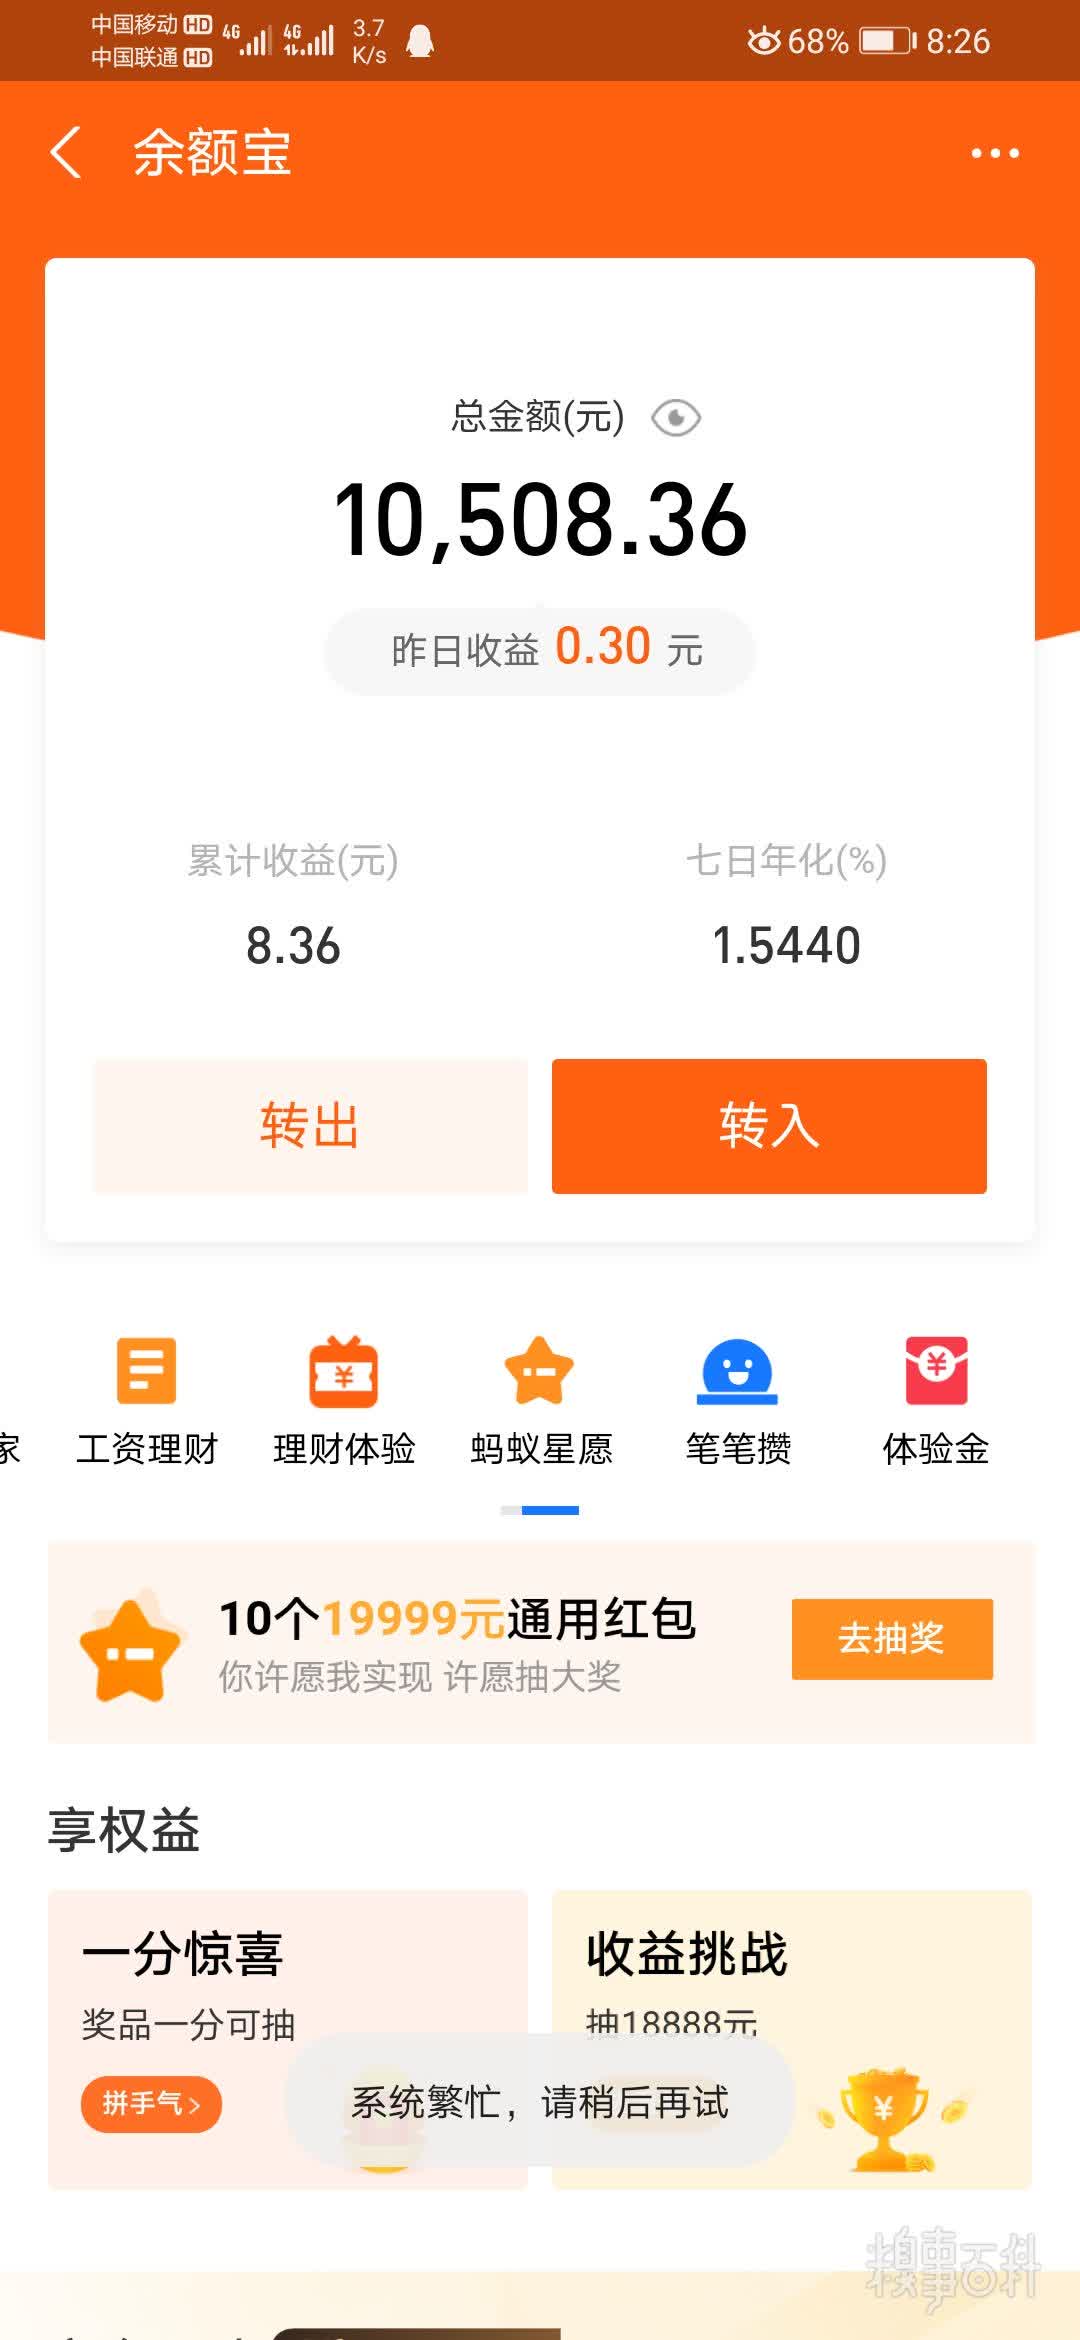 中国移动 HD 4G 4G 3.7 68% 8:26
中国联通 HD K/s
余额宝
总金额(元)
10,508.36
昨日收益 0.30 元
累计收益(元) 七日年化(%)
8.36 1.5440
转出 转入
家 工资理财 理财体验 蚂蚁星愿 笔笔攒 体验金
10个19999元通用红包
你许愿我实现 许愿抽大奖
去抽奖
享权益
一分惊喜 收益挑战
奖品一分可抽 抽18888元
拼手气>
系统繁忙，请稍后再试
糗事百科